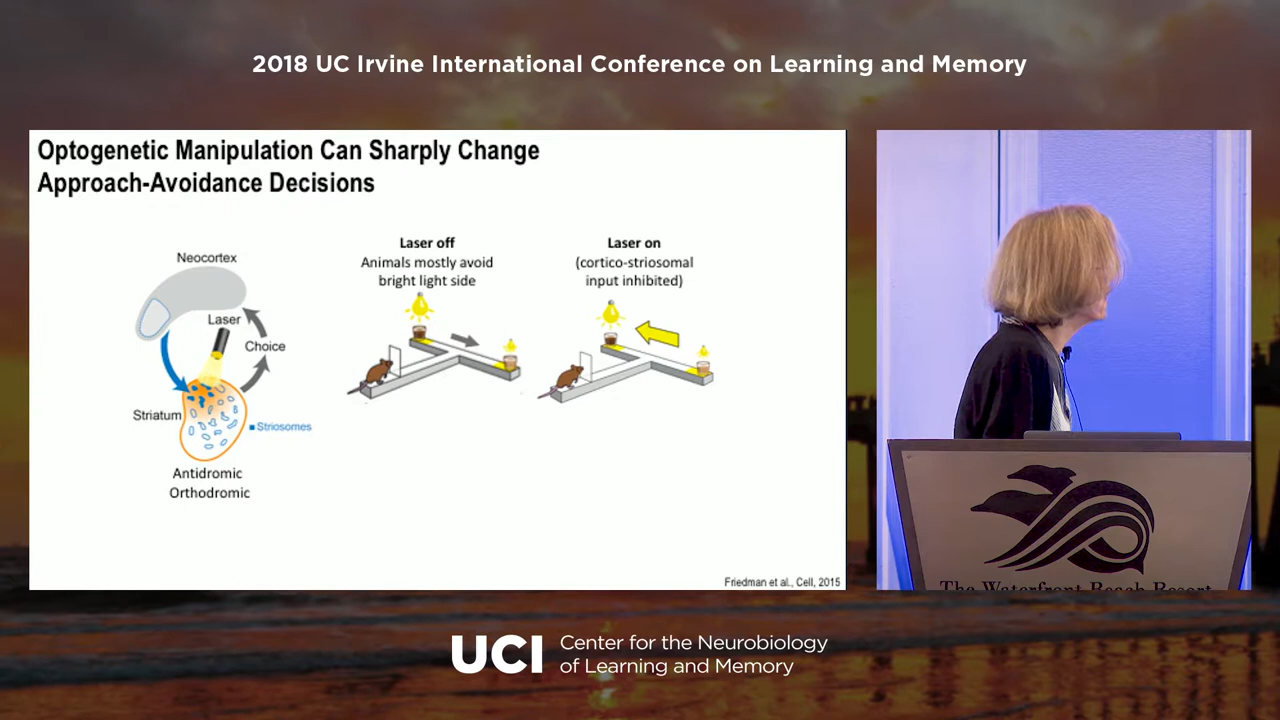 2018 UC Irvine International Conference on Learning and Memory
Optogenetic Manipulation Can Sharply Change
Approach-Avoidance Decisions
Neocortex
Laser
Choice
Striatum
Striosomes
Antidromic
Orthodromic
Laser off
Animals mostly avoid
bright light side
Laser on
(cortico-striosomal
input inhibited)
Friedman et al., Cell, 2015
The Waterfront Beach Resort
UCI
Center for the Neurobiology
of Learning and Memory